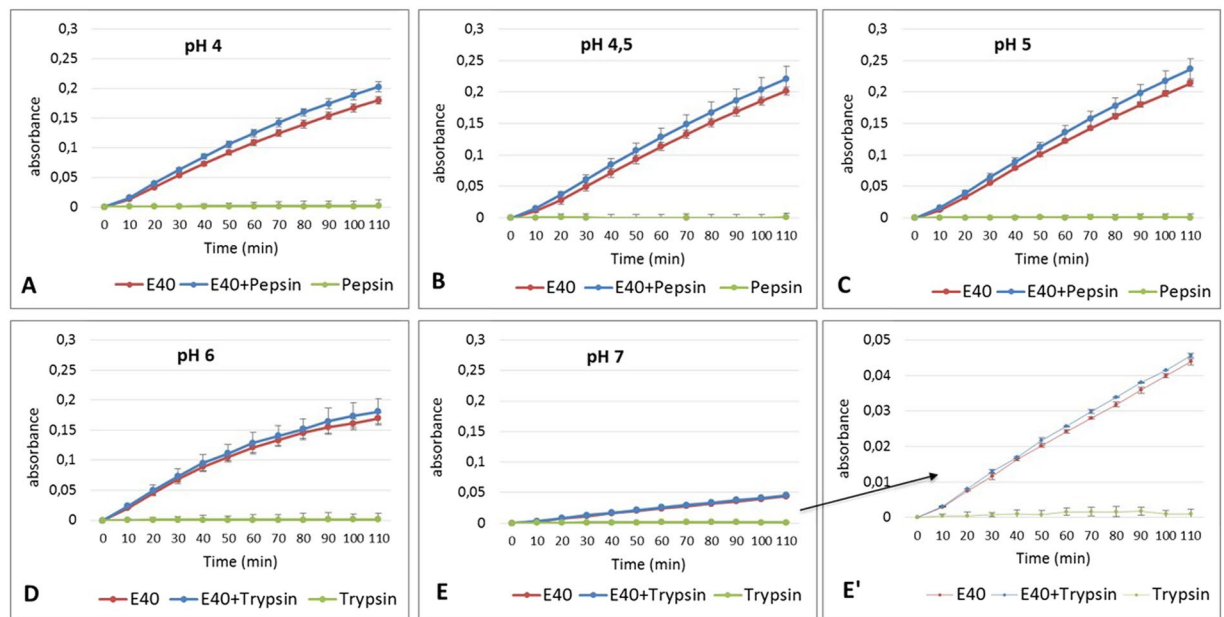 pH 4
absorbance
0,3
0,25
0,2
0,15
0,1
0,05
0
0 10 20 30 40 50 60 70 80 90 100 110
Time (min)
A
E40 E40+Pepsin Pepsin
pH 4,5
absorbance
0,3
0,25
0,2
0,15
0,1
0,05
0
0 10 20 30 40 50 60 70 80 90 100 110
Time (min)
B
E40 E40+Pepsin Pepsin
pH 5
absorbance
0,3
0,25
0,2
0,15
0,1
0,05
0
0 10 20 30 40 50 60 70 80 90 100 110
Time (min)
C
E40 E40+Pepsin Pepsin
pH 6
absorbance
0,3
0,25
0,2
0,15
0,1
0,05
0
0 10 20 30 40 50 60 70 80 90 100 110
Time (min)
D
E40 E40+Trypsin Trypsin
pH 7
absorbance
0,3
0,25
0,2
0,15
0,1
0,05
0
0 10 20 30 40 50 60 70 80 90 100 110
Time (min)
E
E40 E40+Trypsin Trypsin
absorbance
0,05
0,04
0,03
0,02
0,01
0
0 10 20 30 40 50 60 70 80 90 100 110
Time (min)
E'
E40 E40+Trypsin Trypsin